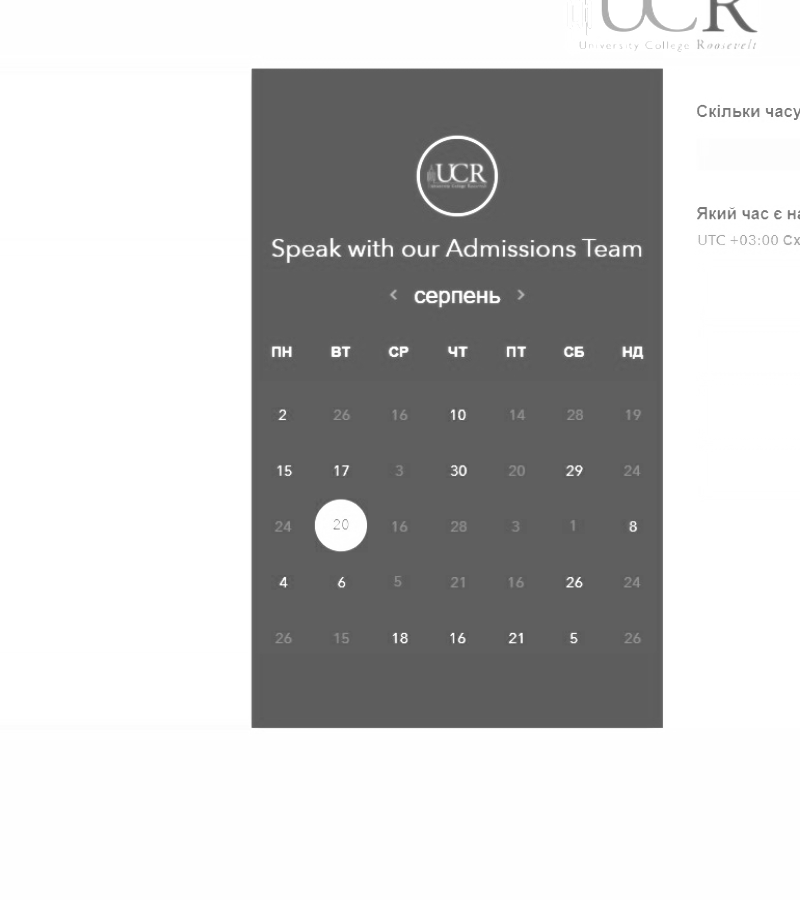 UCR
University College Roosevelt
Скільки часу
UCR
Який час є на
UTC +03:00 Сх
Speak with our Admissions Team
‹ серпень ›
ПН ВТ СР ЧТ ПТ СБ НД
2 26 16 10 14 28 19
15 17 3 30 20 29 24
24 20 16 28 3 1 8
4 6 5 21 16 26 24
26 15 18 16 21 5 26